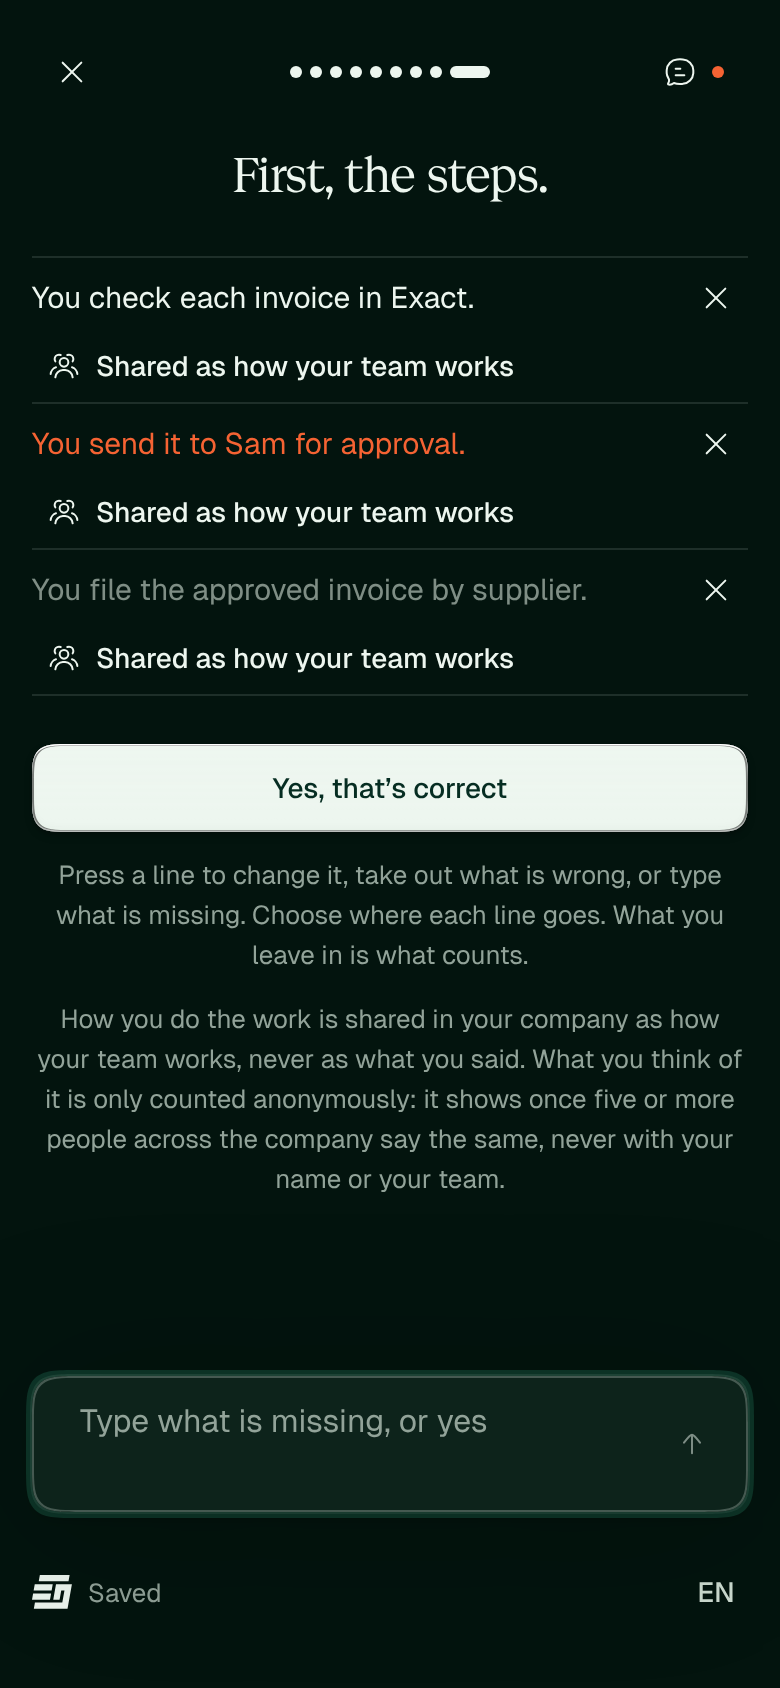 First, the steps.
You check each invoice in Exact.
Shared as how your team works
You send it to Sam for approval.
Shared as how your team works
You file the approved invoice by supplier.
Shared as how your team works
Yes, that’s correct
Press a line to change it, take out what is wrong, or type
what is missing. Choose where each line goes. What you
leave in is what counts.
How you do the work is shared in your company as how
your team works, never as what you said. What you think of
it is only counted anonymously: it shows once five or more
people across the company say the same, never with your
name or your team.
Type what is missing, or yes
Saved
EN